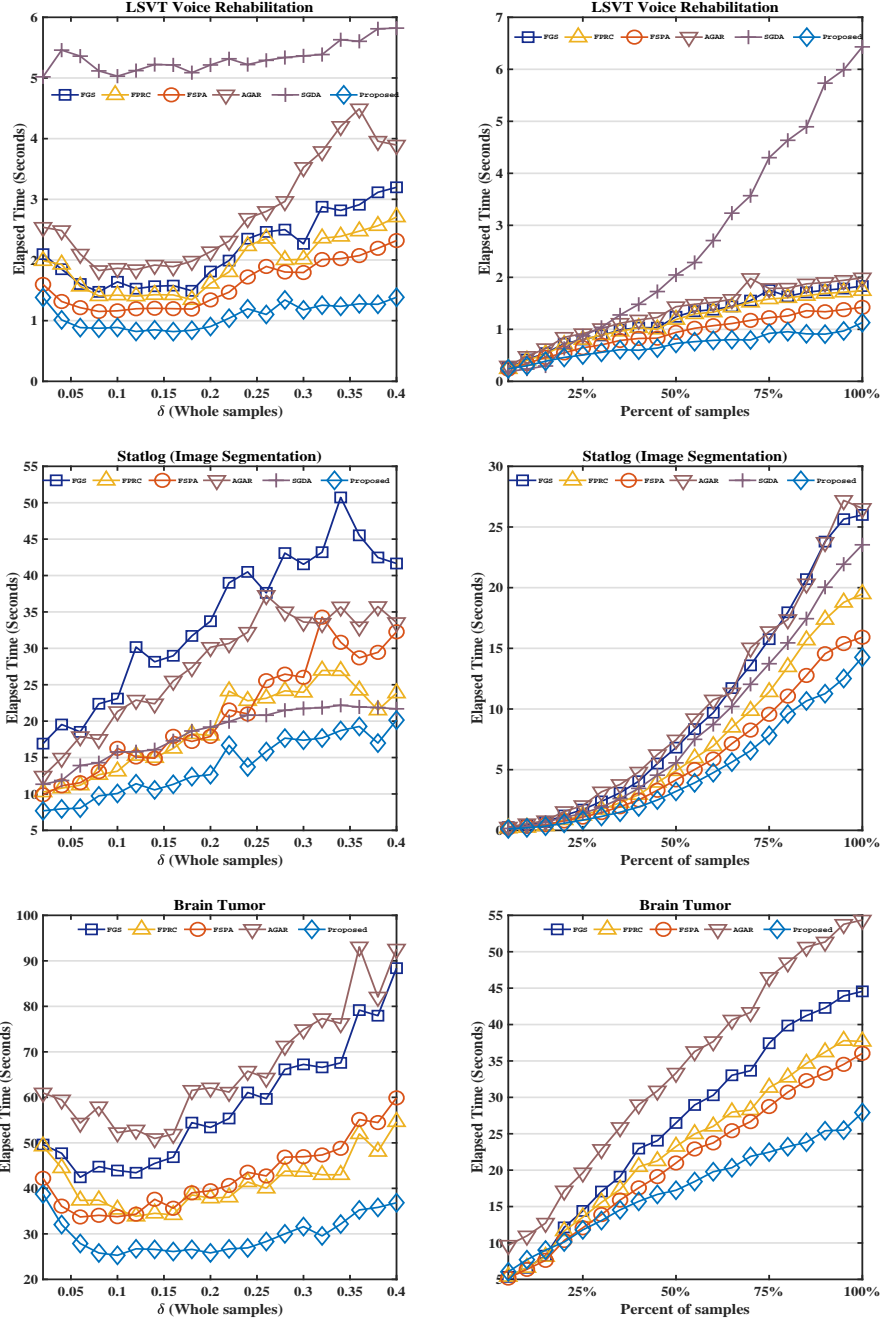 LSVT Voice Rehabilitation
Elapsed Time (Seconds)
6
5
4
3
2
1
0
FGS FPRC FSPA AGAR SGDA Proposed
0.05 0.1 0.15 0.2 0.25 0.3 0.35 0.4
δ (Whole samples)
LSVT Voice Rehabilitation
Elapsed Time (Seconds)
7
6
5
4
3
2
1
0
FGS FPRC FSPA AGAR SGDA Proposed
25% 50% 75% 100%
Percent of samples
Statlog (Image Segmentation)
Elapsed Time (Seconds)
55
50
45
40
35
30
25
20
15
10
5
FGS FPRC FSPA AGAR SGDA Proposed
0.05 0.1 0.15 0.2 0.25 0.3 0.35 0.4
δ (Whole samples)
Statlog (Image Segmentation)
Elapsed Time (Seconds)
30
25
20
15
10
5
0
FGS FPRC FSPA AGAR SGDA Proposed
25% 50% 75% 100%
Percent of samples
Brain Tumor
Elapsed Time (Seconds)
100
90
80
70
60
50
40
30
20
FGS FPRC FSPA AGAR Proposed
0.05 0.1 0.15 0.2 0.25 0.3 0.35 0.4
δ (Whole samples)
Brain Tumor
Elapsed Time (Seconds)
55
50
45
40
35
30
25
20
15
10
5
FGS FPRC FSPA AGAR Proposed
25% 50% 75% 100%
Percent of samples